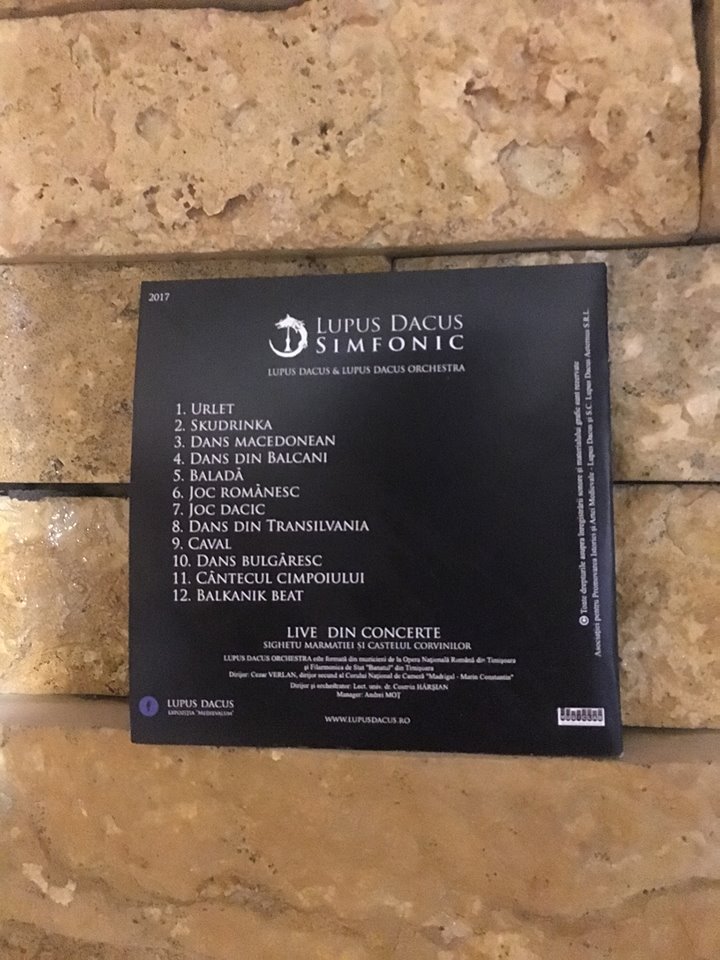 2017
LUPUS DACUS
SIMFONIC
LUPUS DACUS & LUPUS DACUS ORCHESTRA
1. URLET
2. SKUDRINKA
3. DANS MACEDONEAN
4. DANS DIN BALCANI
5. BALADĂ
6. JOC ROMÂNESC
7. JOC DACIC
8. DANS DIN TRANSILVANIA
9. CAVAL
10. DANS BULGĂRESC
11. CÂNTECUL CIMPOIULUI
12. BALKANIK BEAT
LIVE DIN CONCERTE
SIGHETU MARMATIEI ȘI CASTELUL CORVINILOR
LUPUS DACUS ORCHESTRA este formată din muzicieni de la Opera Națională Română din Timișoara
și Filarmonica de Stat "Banatul" din Timișoara
Dirijor: Cezar VERLAN, dirijor secund al Corului Național de Cameră "Madrigal - Marin Constantin"
Dirijor și orchestrator: Lect. univ. dr. HÂRȘIAN
Manager: Andrei MOȚ
f LUPUS DACUS
EXPOZIȚIA "MEDIEVALUM"
WWW.LUPUSDACUS.RO
© Toate drepturile asupra înregistrării sonore și materialului grafic sunt rezervate
Asociației pentru Promovarea Istoriei și Artei Medievale - Lupus Dacus și S.C. Lupus Dacus Aeternus S.R.L